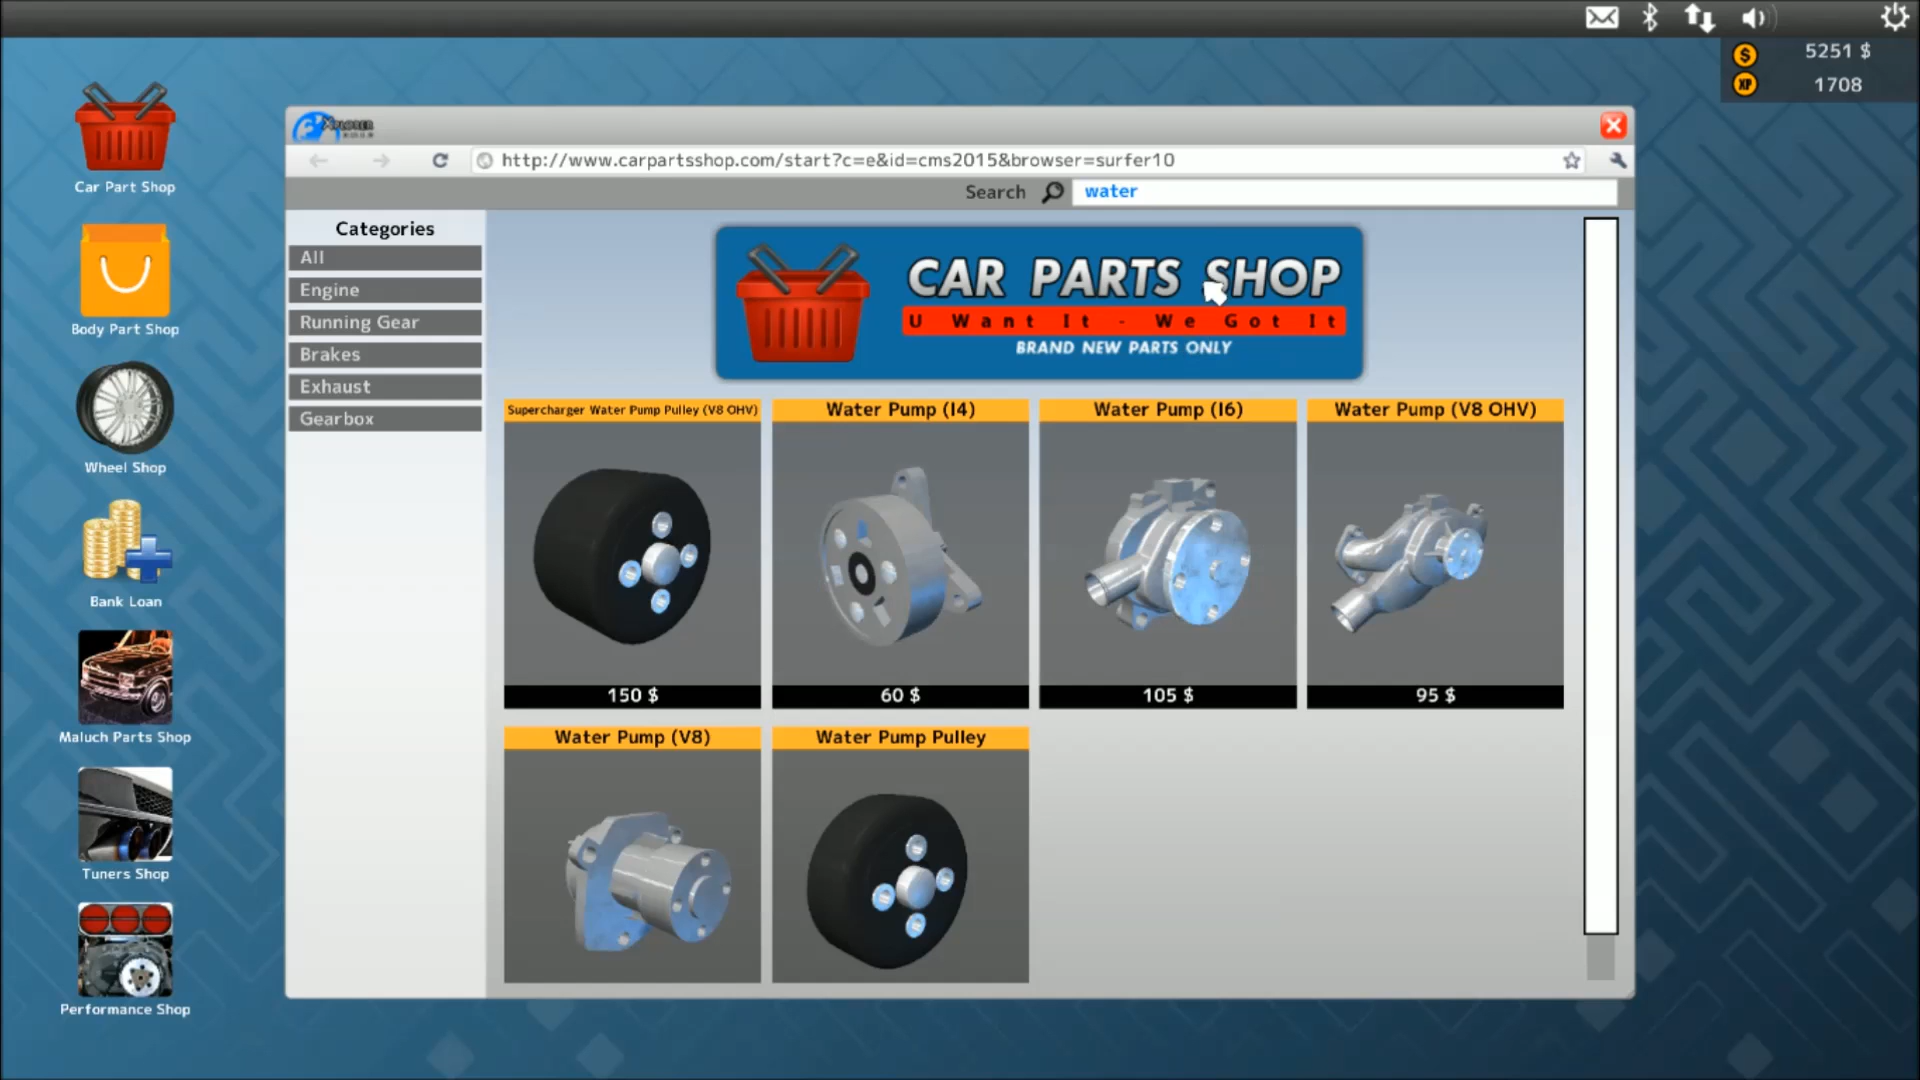 5251 $
XP
1708
Car Part Shop
Body Part Shop
Wheel Shop
Bank Loan
Maluch Parts Shop
Tuners Shop
Performance Shop
http://www.carpartsshop.com/start?c=e&id=cms2015&browser=surfer10
Search
water
Categories
All
Engine
Running Gear
Brakes
Exhaust
Gearbox
CAR PARTS SHOP
U Want It - We Got It
BRAND NEW PARTS ONLY
Supercharger Water Pump Pulley (V8 OHV)
150 $
Water Pump (I4)
60 $
Water Pump (I6)
105 $
Water Pump (V8 OHV)
95 $
Water Pump (V8)
Water Pump Pulley